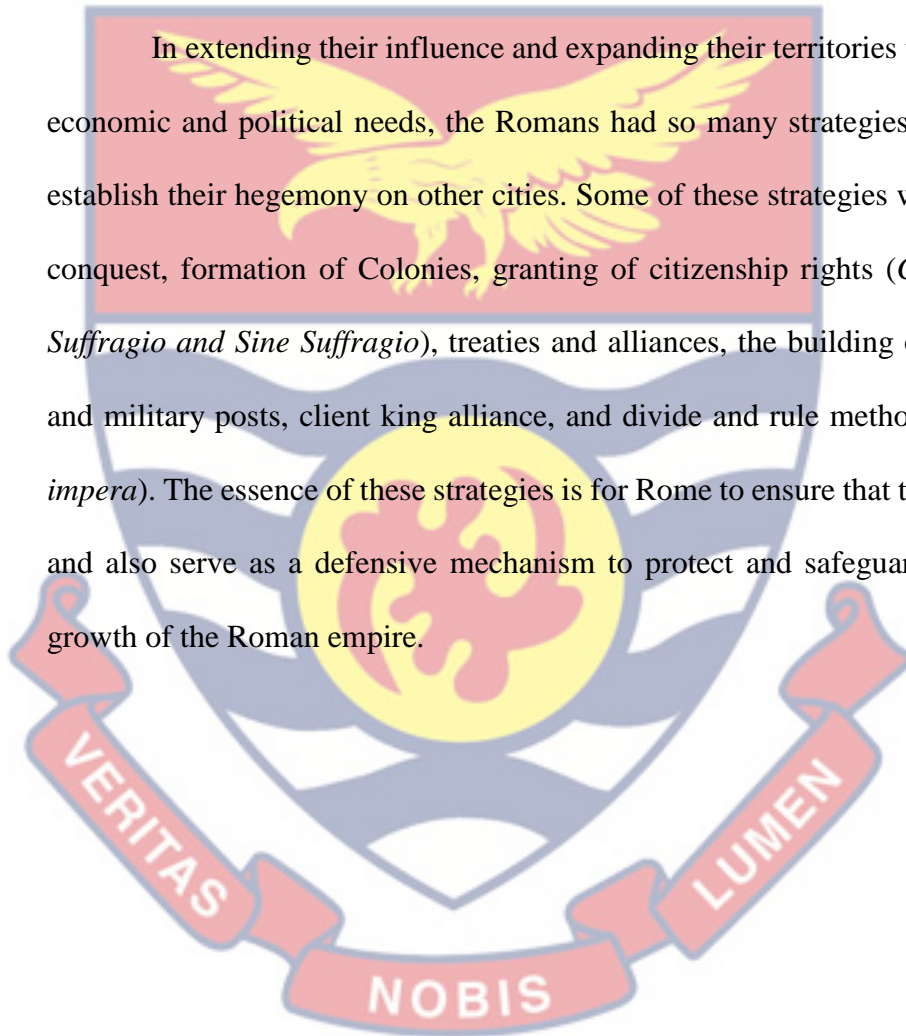 In extending their influence and expanding their territories
economic and political needs, the Romans had so many strategies
establish their hegemony on other cities. Some of these strategies
conquest, formation of Colonies, granting of citizenship rights (
Suffragio and Sine Suffragio), treaties and alliances, the building
and military posts, client king alliance, and divide and rule
impera). The essence of these strategies is for Rome to ensure that
and also serve as a defensive mechanism to protect and
growth of the Roman empire.
VERITAS
NOBIS
LUMEN